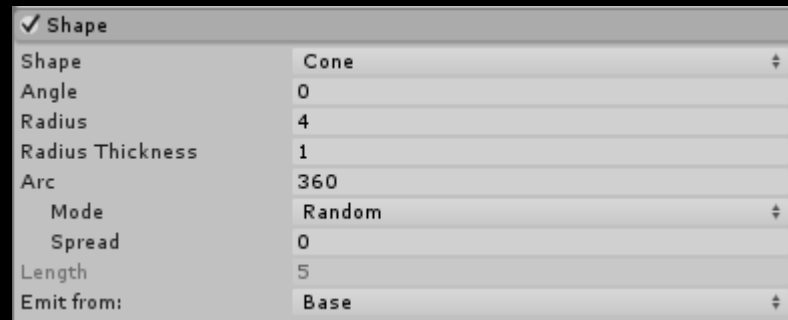 Shape
Shape Cone
Angle 0
Radius 4
Radius Thickness 1
Arc 360
Mode Random
Spread 0
Length 5
Emit from: Base